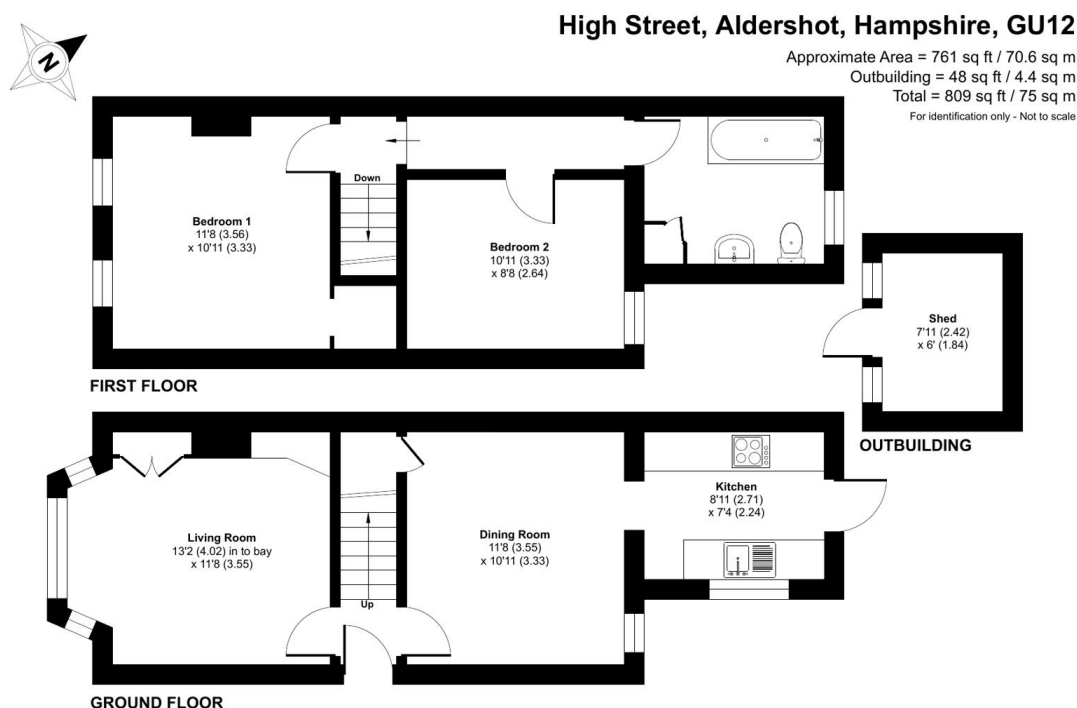 High Street, Aldershot, Hampshire, GU12
Approximate Area = 761 sq ft / 70.6 sq m
Outbuilding = 48 sq ft / 4.4 sq m
Total = 809 sq ft / 75 sq m
For identification only - Not to scale
N
Bedroom 1
11'8 (3.56)
x 10'11 (3.33)
Down
Bedroom 2
10'11 (3.33)
x 8'8 (2.64)
FIRST FLOOR
Shed
7'11 (2.42)
x 6' (1.84)
OUTBUILDING
Living Room
13'2 (4.02) in to bay
x 11'8 (3.55)
Up
Dining Room
11'8 (3.55)
x 10'11 (3.33)
Kitchen
8'11 (2.71)
x 7'4 (2.24)
GROUND FLOOR